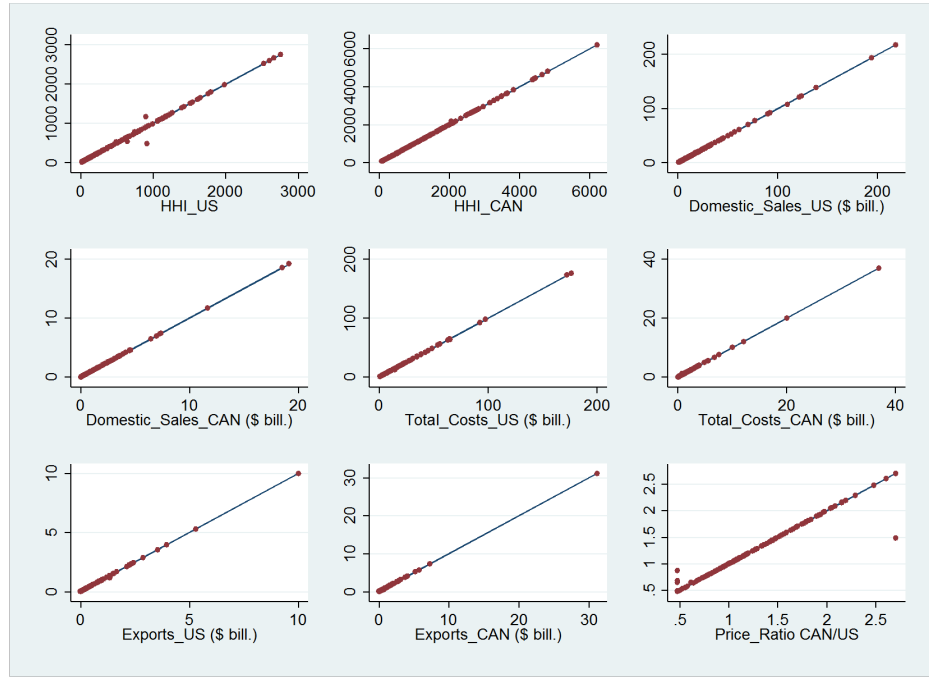 3000
2000
1000
0
0 1000 2000 3000
HHI_US
6000
4000
2000
0
0 2000 4000 6000
HHI_CAN
200
100
0
0 100 200
Domestic_Sales_US ($ bill.)
20
10
0
0 10 20
Domestic_Sales_CAN ($ bill.)
200
100
0
0 100 200
Total_Costs_US ($ bill.)
40
20
0
0 20 40
Total_Costs_CAN ($ bill.)
10
5
0
0 5 10
Exports_US ($ bill.)
30
20
10
0
0 10 20 30
Exports_CAN ($ bill.)
2.5
2
1.5
1
.5
.5 1 1.5 2 2.5
Price_Ratio CAN/US